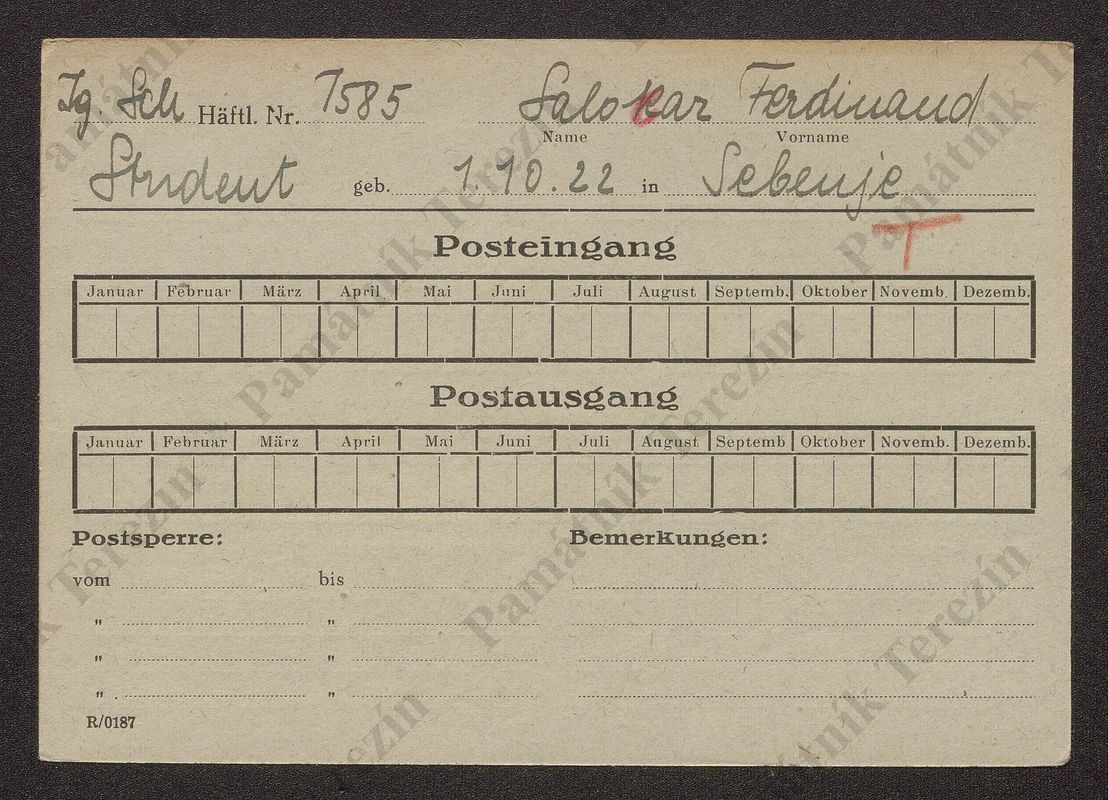 Jg. Sch Häftl. Nr. 7585 Salokar Ferdinand
Name Vorname
Student geb. 1.10.22 in Sebenje
T
Posteingang
Januar Februar März April Mai Juni Juli August Septemb. Oktober Novemb. Dezemb.
Postausgang
Januar Februar März April Mai Juni Juli August Septemb Oktober Novemb. Dezemb.
Postsperre: Bemerkungen:
vom bis
" "
" "
" "
R/0187
Památník Terezín